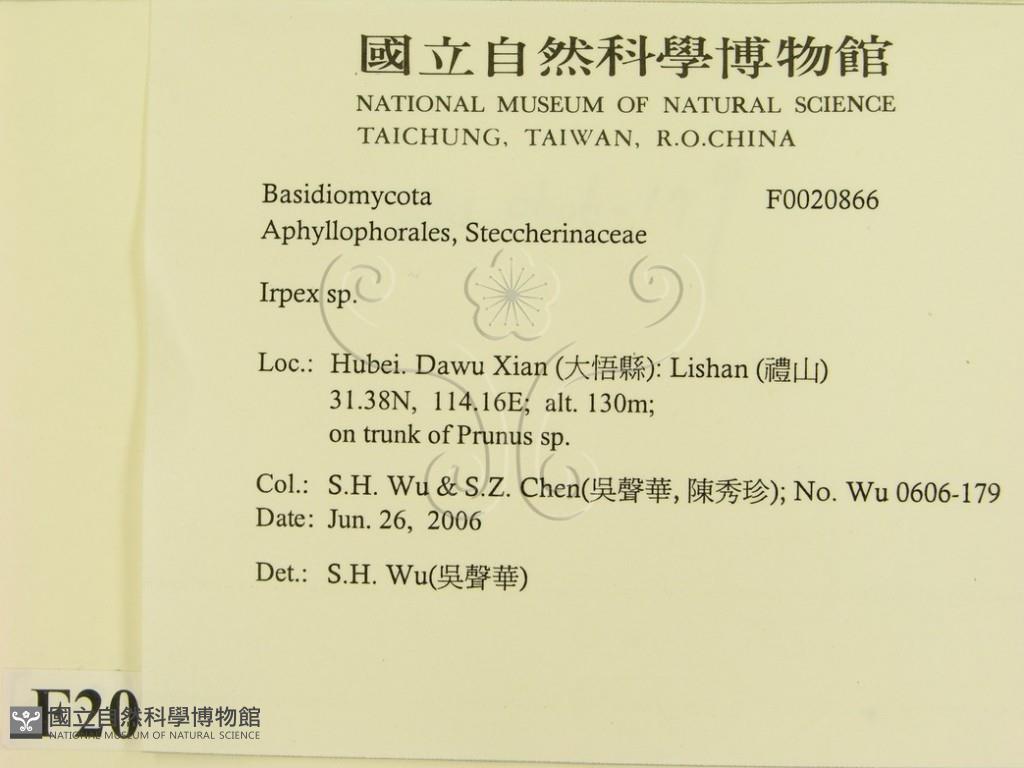 國立自然科學博物館
NATIONAL MUSEUM OF NATURAL SCIENCE
TAICHUNG, TAIWAN, R.O.CHINA
Basidiomycota F0020866
Aphyllophorales, Steccherinaceae
Irpex sp.
Loc.: Hubei. Dawu Xian (大悟縣): Lishan (禮山)
31.38N, 114.16E; alt. 130m;
on trunk of Prunus sp.
Col.: S.H. Wu & S.Z. Chen(吳聲華, 陳秀珍); No. Wu 0606-179
Date: Jun. 26, 2006
Det.: S.H. Wu(吳聲華)
F20
國立自然科學博物館
NATIONAL MUSEUM OF NATURAL SCIENCE